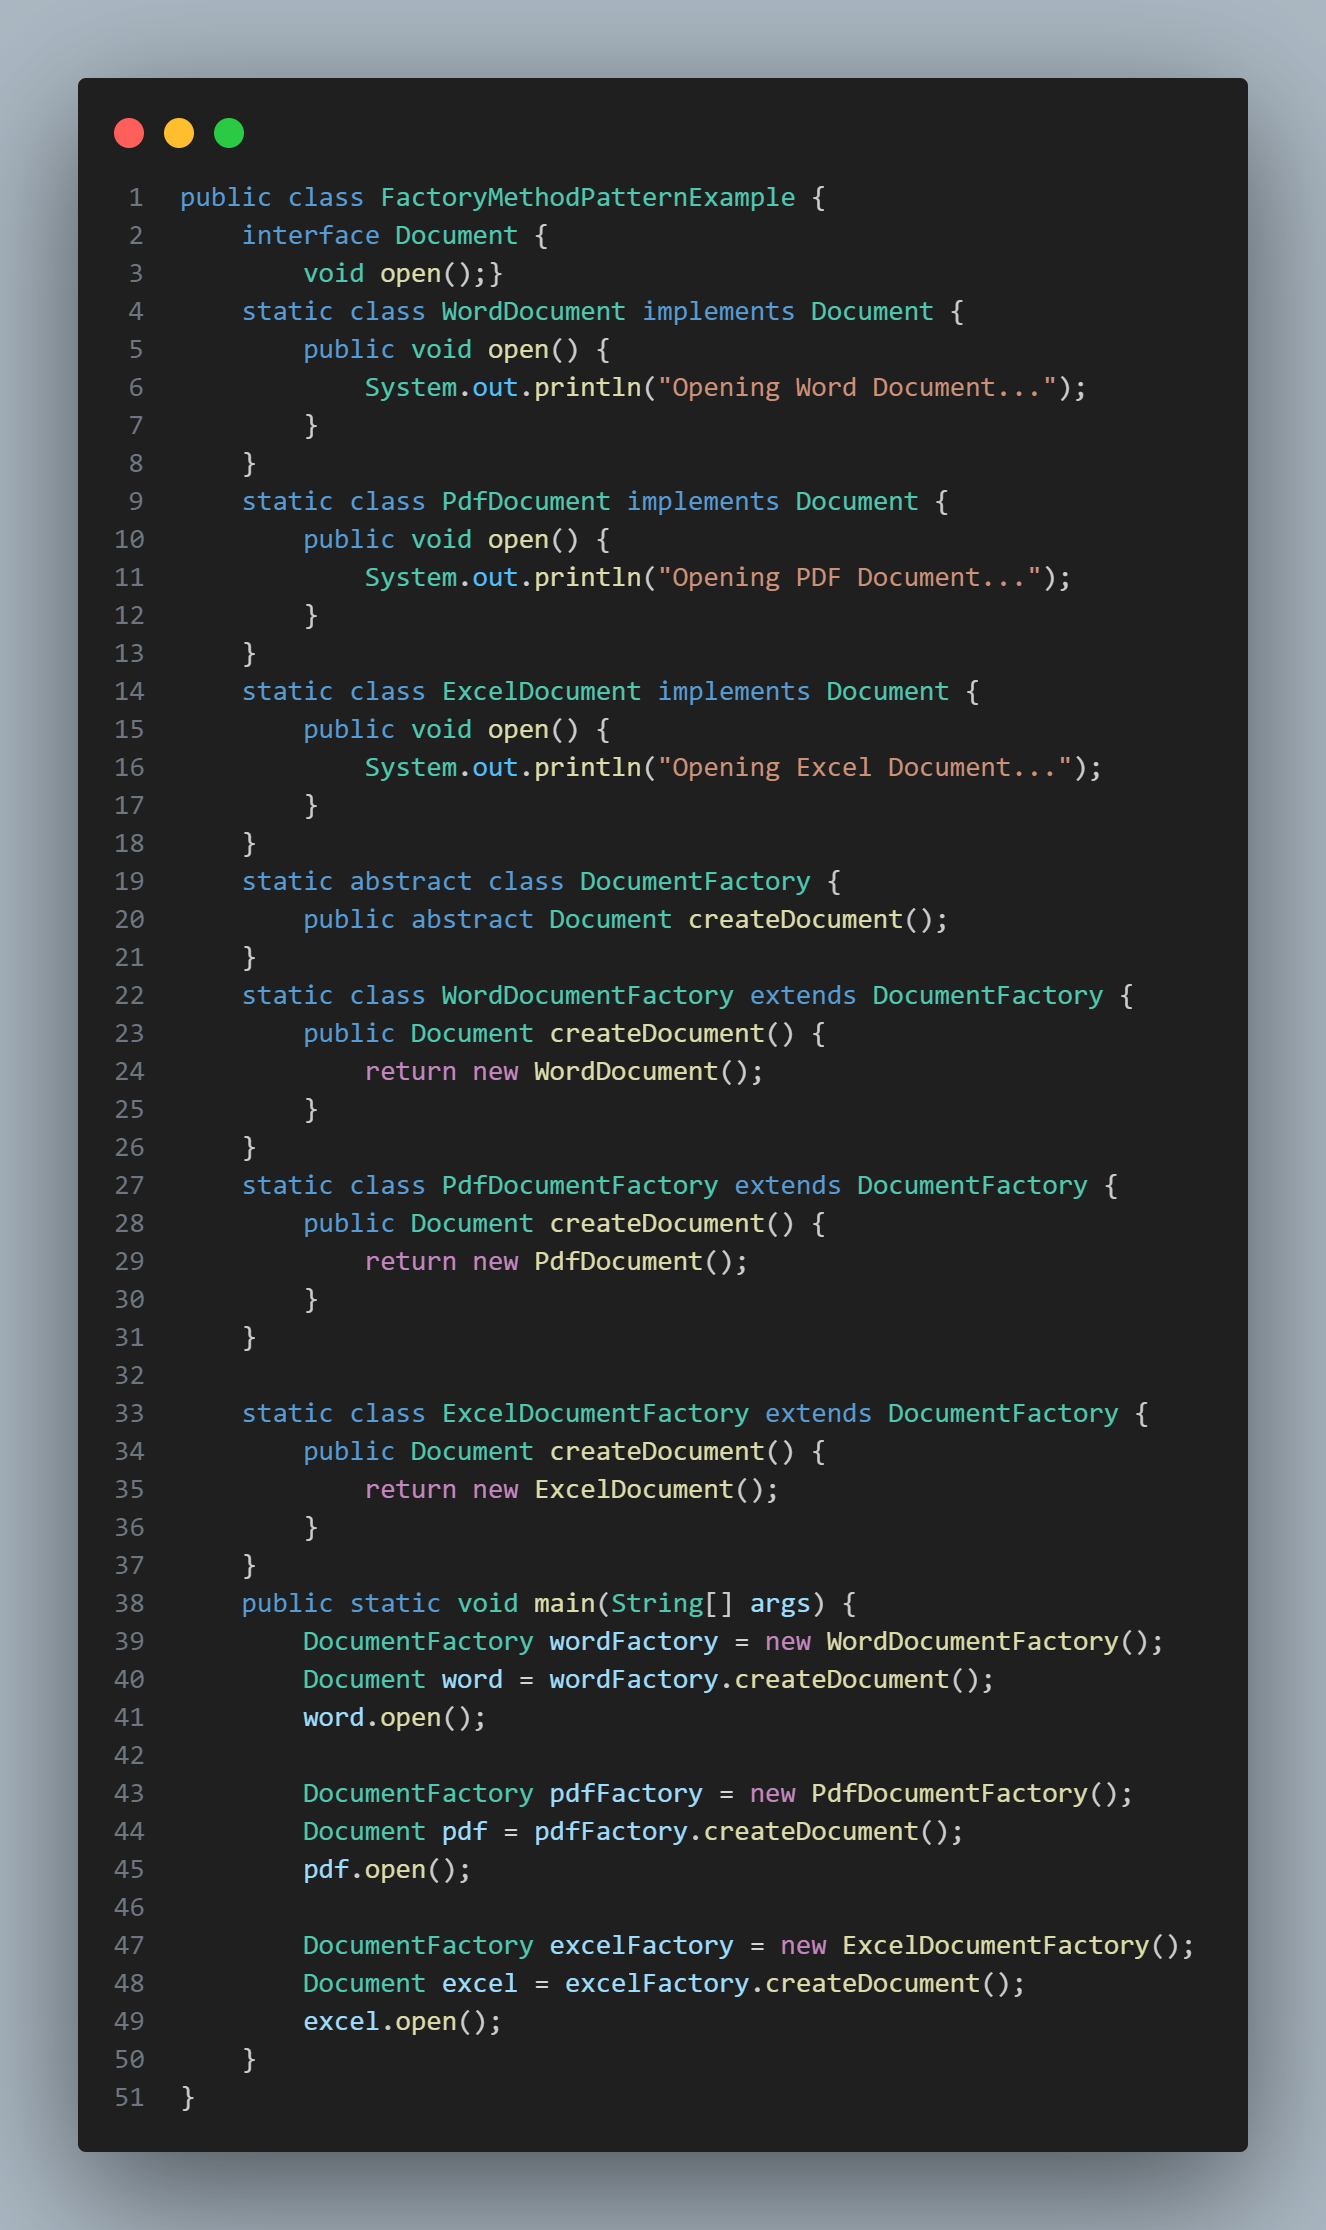 1 public class FactoryMethodPatternExample {
2     interface Document {
3         void open();}
4     static class WordDocument implements Document {
5         public void open() {
6             System.out.println("Opening Word Document...");
7         }
8     }
9     static class PdfDocument implements Document {
10         public void open() {
11             System.out.println("Opening PDF Document...");
12         }
13     }
14     static class ExcelDocument implements Document {
15         public void open() {
16             System.out.println("Opening Excel Document...");
17         }
18     }
19     static abstract class DocumentFactory {
20         public abstract Document createDocument();
21     }
22     static class WordDocumentFactory extends DocumentFactory {
23         public Document createDocument() {
24             return new WordDocument();
25         }
26     }
27     static class PdfDocumentFactory extends DocumentFactory {
28         public Document createDocument() {
29             return new PdfDocument();
30         }
31     }
32
33     static class ExcelDocumentFactory extends DocumentFactory {
34         public Document createDocument() {
35             return new ExcelDocument();
36         }
37     }
38     public static void main(String[] args) {
39         DocumentFactory wordFactory = new WordDocumentFactory();
40         Document word = wordFactory.createDocument();
41         word.open();
42
43         DocumentFactory pdfFactory = new PdfDocumentFactory();
44         Document pdf = pdfFactory.createDocument();
45         pdf.open();
46
47         DocumentFactory excelFactory = new ExcelDocumentFactory();
48         Document excel = excelFactory.createDocument();
49         excel.open();
50     }
51 }